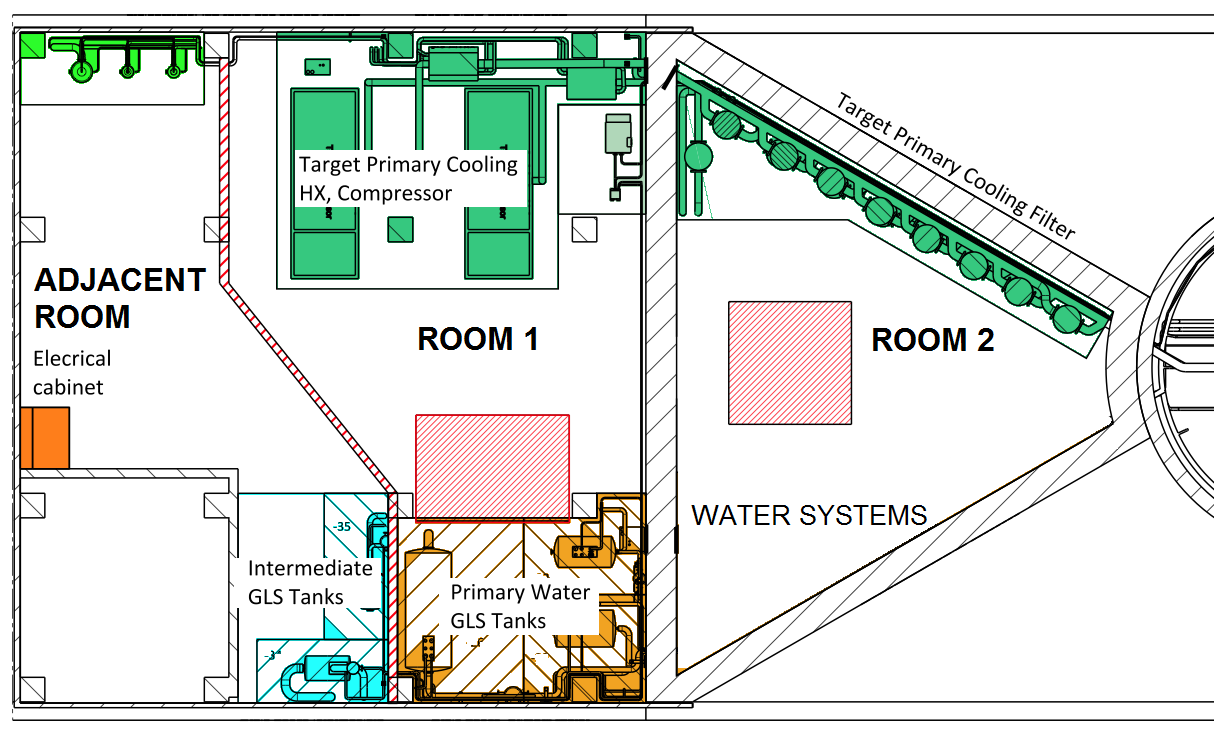 Target Primary Cooling Filter
Target Primary Cooling
HX, Compressor
ADJACENT
ROOM
ROOM 1
ROOM 2
Elecrical
cabinet
WATER SYSTEMS
-35
Intermediate
GLS Tanks
Primary Water
GLS Tanks